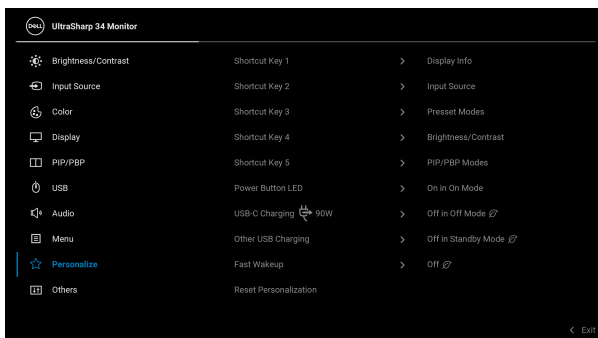 DELL UltraSharp 34 Monitor
Brightness/Contrast Shortcut Key 1 > Display Info
Input Source Shortcut Key 2 > Input Source
Color Shortcut Key 3 > Presset Modes
Display Shortcut Key 4 > Brightness/Contrast
PIP/PBP Shortcut Key 5 > PIP/PBP Modes
USB Power Button LED > On in On Mode
Audio USB-C Charging 90W > Off in Off Mode
Menu Other USB Charging > Off in Standby Mode
Personalize Fast Wakeup > Off
Others Reset Personalization
< Exit